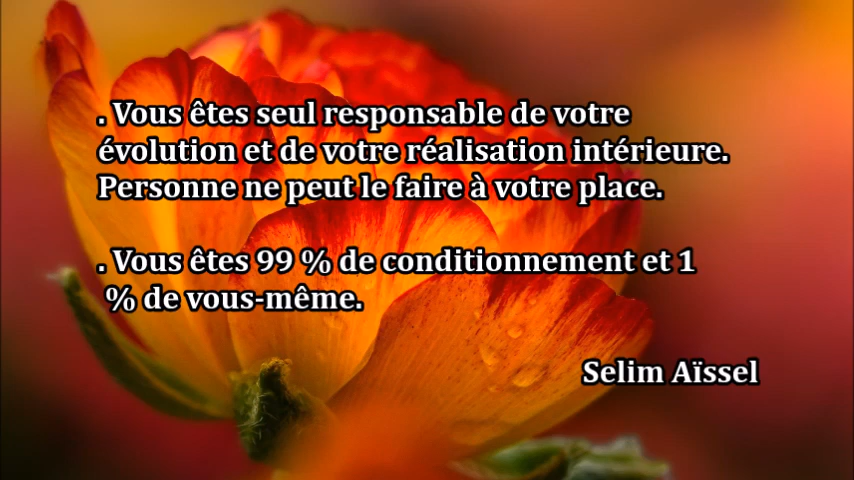 . Vous êtes seul responsable de votre
évolution et de votre réalisation intérieure.
Personne ne peut le faire à votre place.
. Vous êtes 99 % de conditionnement et 1
% de vous-même.
Selim Aïssel